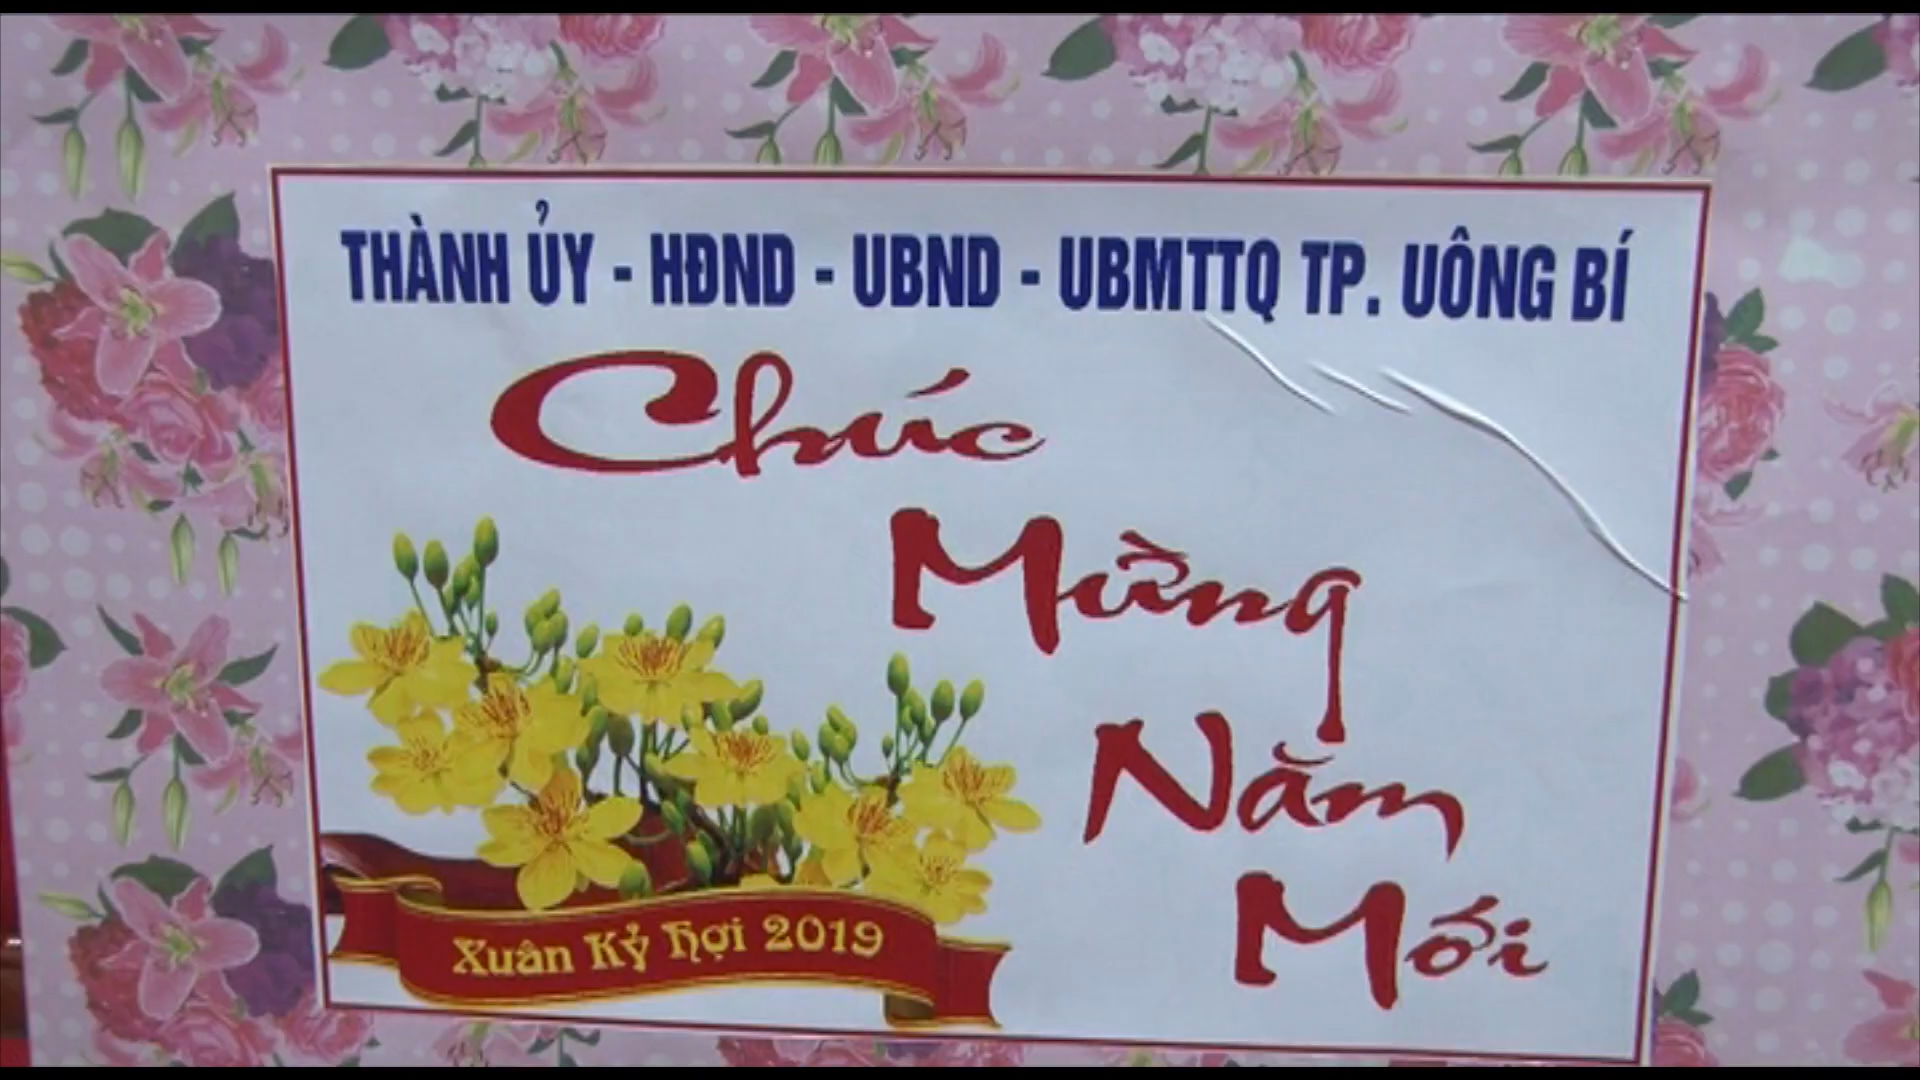 THÀNH ỦY - HĐND - UBND - UBMTTQ TP. UÔNG BÍ
Chúc
Mừng
Năm
Mới
Xuân Kỷ Hợi 2019